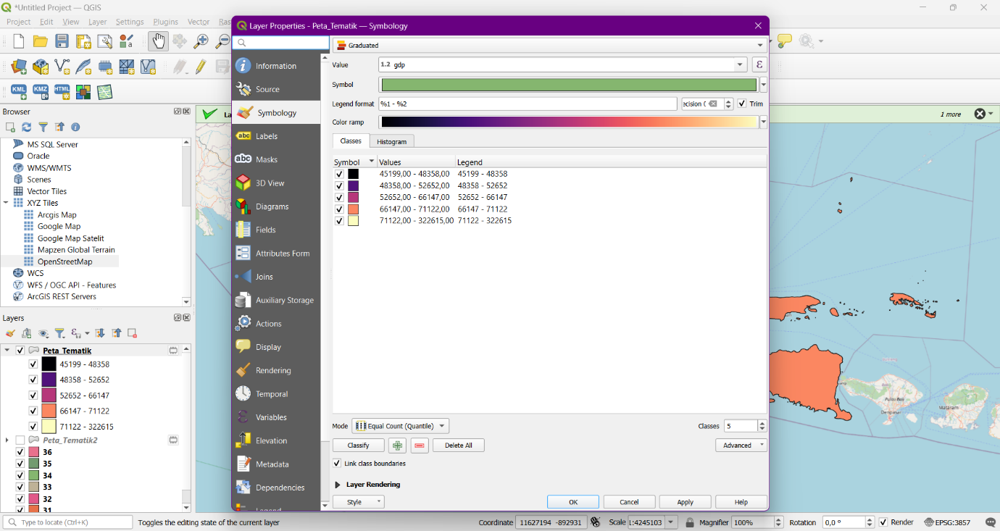 *Untitled Project — QGIS
Project Edit View Layer Settings Plugins Vector Ras
KML KMZ HTML
Browser
MS SQL Server
Oracle
WMS/WMTS
Scenes
Vector Tiles
XYZ Tiles
Arcgis Map
Google Map
Google Map Satelit
Mapzen Global Terrain
OpenStreetMap
WCS
WFS / OGC API - Features
ArcGIS REST Servers
Layers
Peta_Tematik
45199 - 48358
48358 - 52652
52652 - 66147
66147 - 71122
71122 - 322615
Peta_Tematik2
36
35
34
33
32
31
La
1 more
Layer Properties - Peta_Tematik — Symbology
Information
Source
Symbology
abc Labels
abc Masks
3D View
Diagrams
Fields
Attributes Form
Joins
Auxiliary Storage
Actions
Display
Rendering
Temporal
Variables
Elevation
Metadata
Dependencies
Legend
Graduated
Value 1.2 gdp ε
Symbol
Legend format %1 - %2 ecision ( Trim
Color ramp
Classes Histogram
Symbol Values Legend
45199,00 - 48358,00 45199 - 48358
48358,00 - 52652,00 48358 - 52652
52652,00 - 66147,00 52652 - 66147
66147,00 - 71122,00 66147 - 71122
71122,00 - 322615,00 71122 - 322615
Mode Equal Count (Quantile) Classes 5
Classify Delete All Advanced
Link class boundaries
Layer Rendering
Style OK Cancel Apply Help
Pulau Bali
Denpasar
Mataram
Type to locate (Ctrl+K) Toggles the editing state of the current layer Coordinate 11627194 -892931 Scale 1:4245103 Magnifier 100% Rotation 0,0 ° Render EPSG:3857